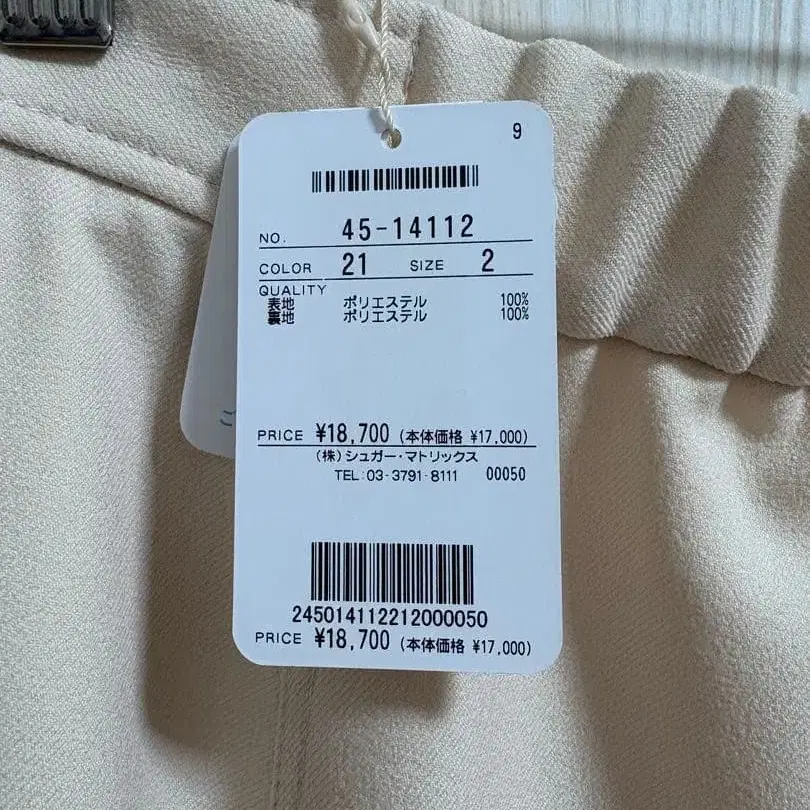 9
NO. 45-14112
COLOR 21 SIZE 2
QUALITY
表地 ポリエステル 100%
裏地 ポリエステル 100%
PRICE ¥18,700 (本体価格 ¥17,000)
(株)シュガー・マトリックス
TEL:03-3791-8111 00050
ご
245014112212000050
PRICE ¥18,700 (本体価格 ¥17,000)